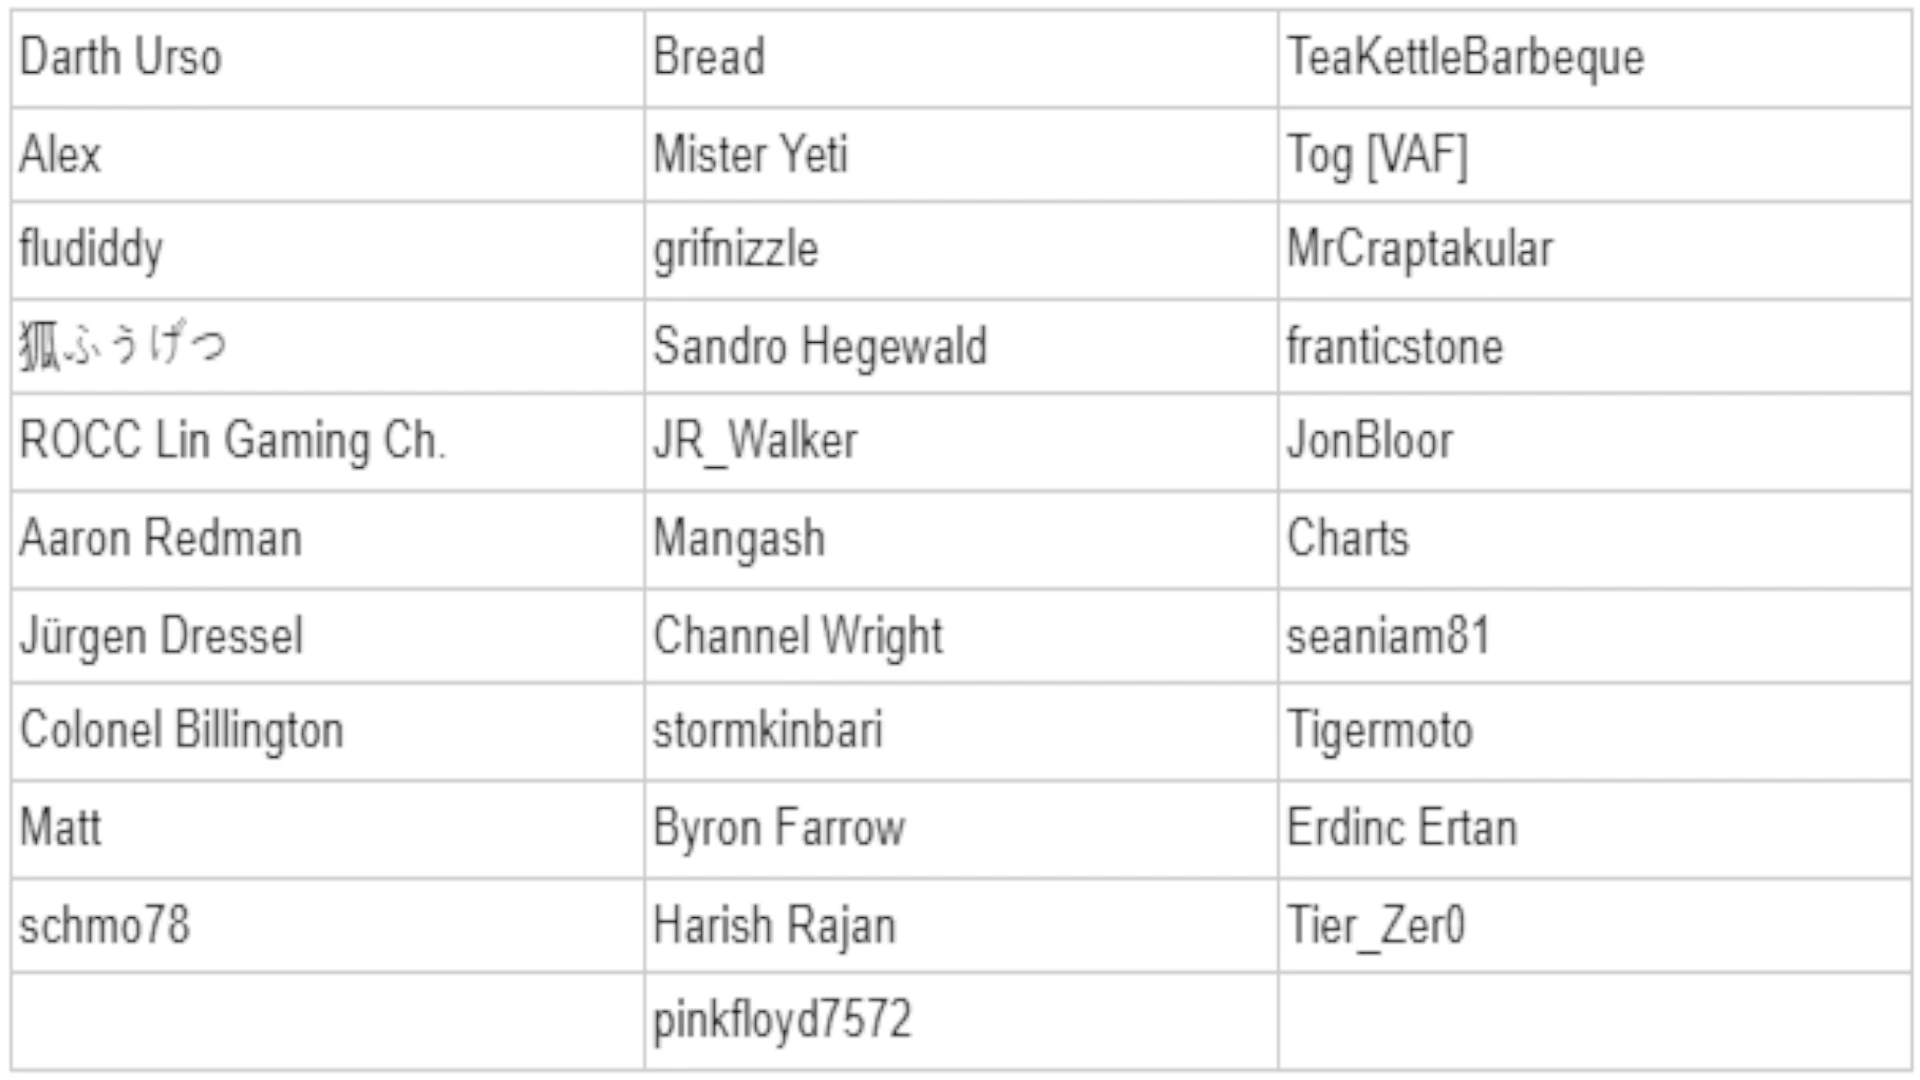 Darth Urso Bread TeaKettleBarbeque
Alex Mister Yeti Tog [VAF]
fludiddy grifnizzle MrCraptakular
狐ふぅげつ Sandro Hegewald franticstone
ROCC Lin Gaming Ch. JR_Walker JonBloor
Aaron Redman Mangash Charts
Jürgen Dressel Channel Wright seaniam81
Colonel Billington stormkinbari Tigermoto
Matt Byron Farrow Erdinc Ertan
schmo78 Harish Rajan Tier_Zer0
pinkfloyd7572